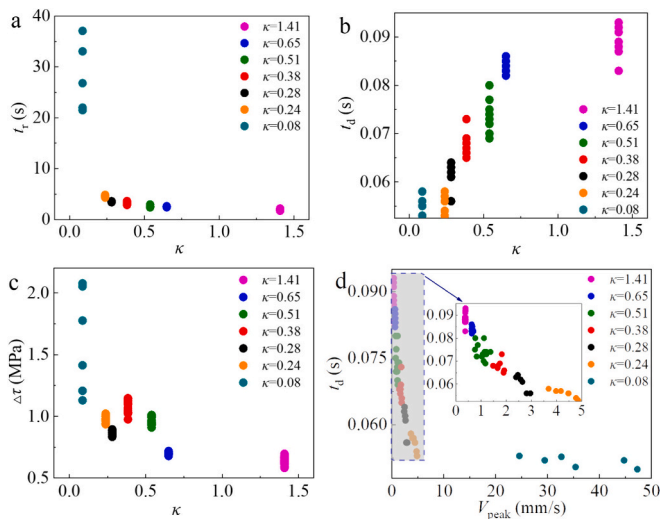 a
40
30
20
10
0
t_r (s)
0.0 0.5 1.0 1.5
κ
κ=1.41
κ=0.65
κ=0.51
κ=0.38
κ=0.28
κ=0.24
κ=0.08
b
0.09
0.08
0.07
0.06
t_d (s)
0.0 0.5 1.0 1.5
κ
κ=1.41
κ=0.65
κ=0.51
κ=0.38
κ=0.28
κ=0.24
κ=0.08
c
2.0
1.5
1.0
0.5
Δτ (MPa)
0.0 0.5 1.0 1.5
κ
κ=1.41
κ=0.65
κ=0.51
κ=0.38
κ=0.28
κ=0.24
κ=0.08
d
0.090
0.075
0.060
t_d (s)
0 10 20 30 40 50
V_peak (mm/s)
0.09
0.08
0.07
0.06
0 1 2 3 4 5
κ=1.41
κ=0.65
κ=0.51
κ=0.38
κ=0.28
κ=0.24
κ=0.08